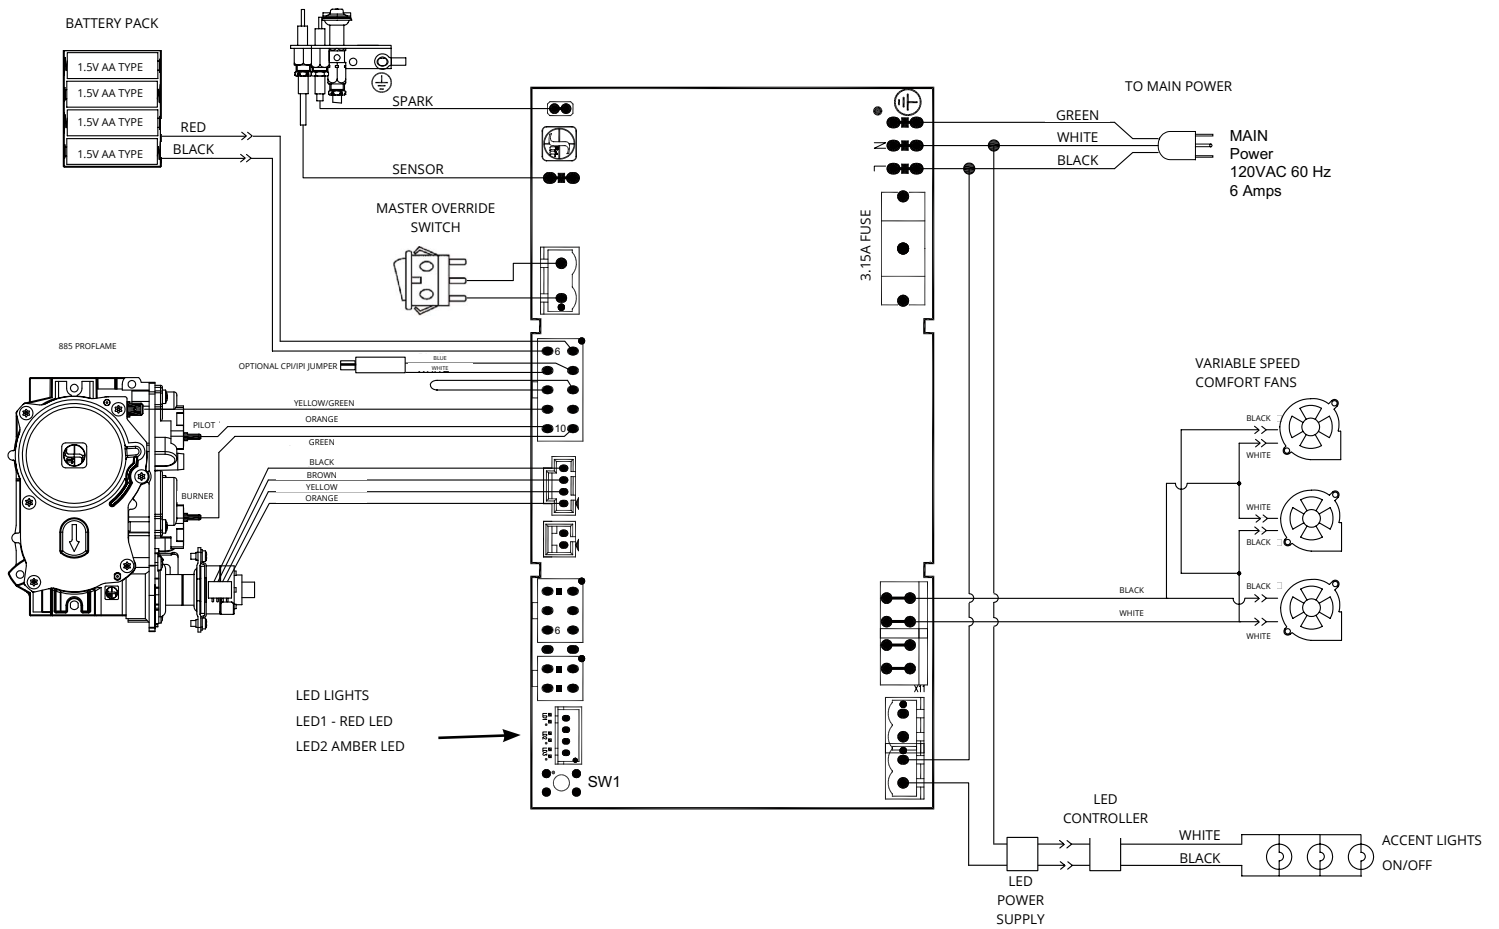 BATTERY PACK
1.5V AA TYPE
1.5V AA TYPE
1.5V AA TYPE
1.5V AA TYPE
RED
BLACK
SPARK
SENSOR
MASTER OVERRIDE
SWITCH
TO MAIN POWER
GREEN
WHITE
BLACK
N
L
MAIN
Power
120VAC 60 Hz
6 Amps
3.15A FUSE
885 PROFLAME
OPTIONAL CPI/IPI JUMPER
BLUE
WHITE
6
YELLOW/GREEN
PILOT
ORANGE
10
GREEN
BURNER
BLACK
BROWN
YELLOW
ORANGE
VARIABLE SPEED
COMFORT FANS
BLACK
WHITE
WHITE
BLACK
BLACK
WHITE
BLACK
WHITE
6
X11
LED LIGHTS
LED1 - RED LED
LED2 AMBER LED
SW1
LED
CONTROLLER
WHITE
BLACK
ACCENT LIGHTS
ON/OFF
LED
POWER
SUPPLY